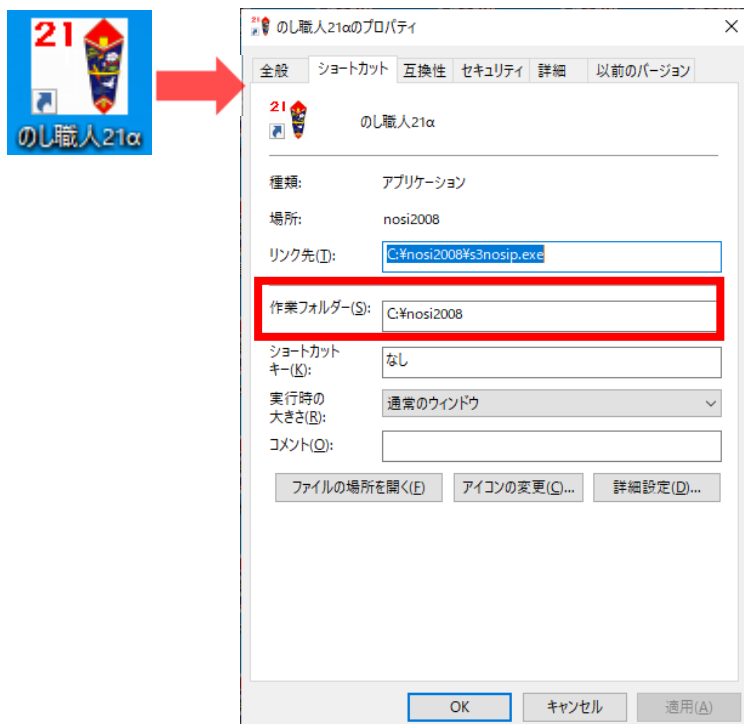 21
のし職人21α
21 のし職人21αのプロパティ
全般 ショートカット 互換性 セキュリティ 詳細 以前のバージョン
21
のし職人21α
種類: アプリケーション
場所: nosi2008
リンク先(T): C:¥nosi2008¥s3nosip.exe
作業フォルダー(S): C:¥nosi2008
ショートカット
キー(K): なし
実行時の
大きさ(R): 通常のウィンドウ
コメント(O):
ファイルの場所を開く(F) アイコンの変更(C)... 詳細設定(D)...
OK キャンセル 適用(A)